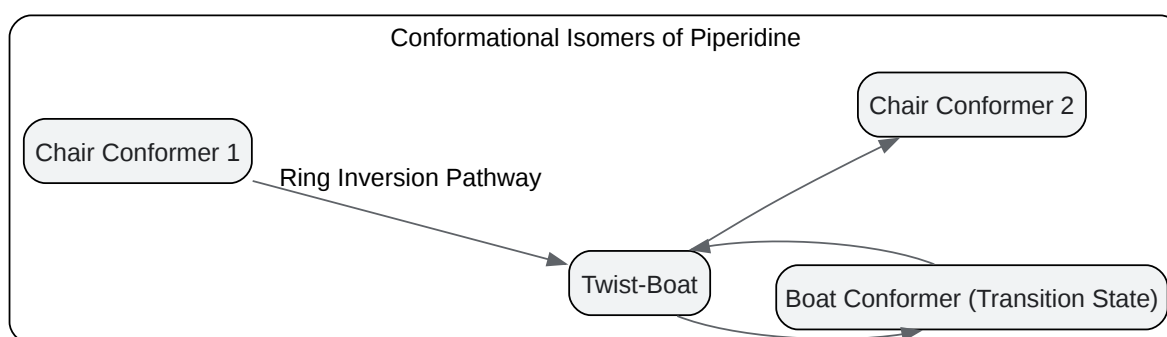 Conformational Isomers of Piperidine
Chair Conformer 2
Chair Conformer 1
Ring Inversion Pathway
Twist-Boat
Boat Conformer (Transition State)